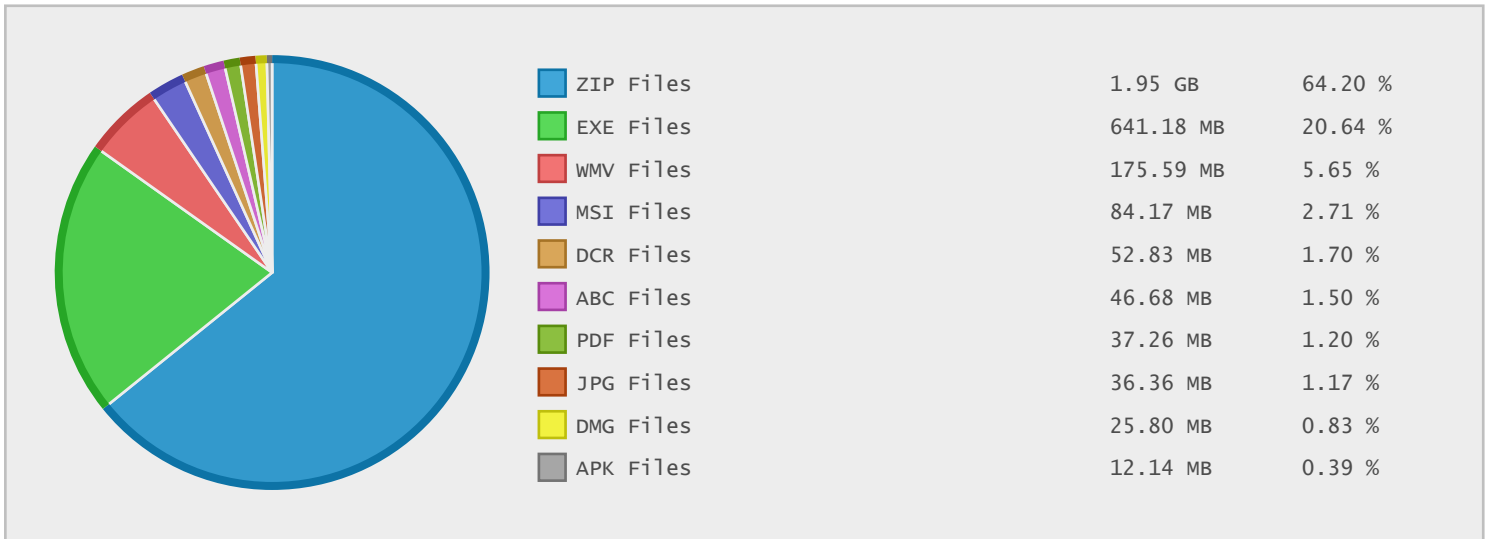 ZIP Files 1.95 GB 64.20 %
EXE Files 641.18 MB 20.64 %
WMV Files 175.59 MB 5.65 %
MSI Files 84.17 MB 2.71 %
DCR Files 52.83 MB 1.70 %
ABC Files 46.68 MB 1.50 %
PDF Files 37.26 MB 1.20 %
JPG Files 36.36 MB 1.17 %
DMG Files 25.80 MB 0.83 %
APK Files 12.14 MB 0.39 %